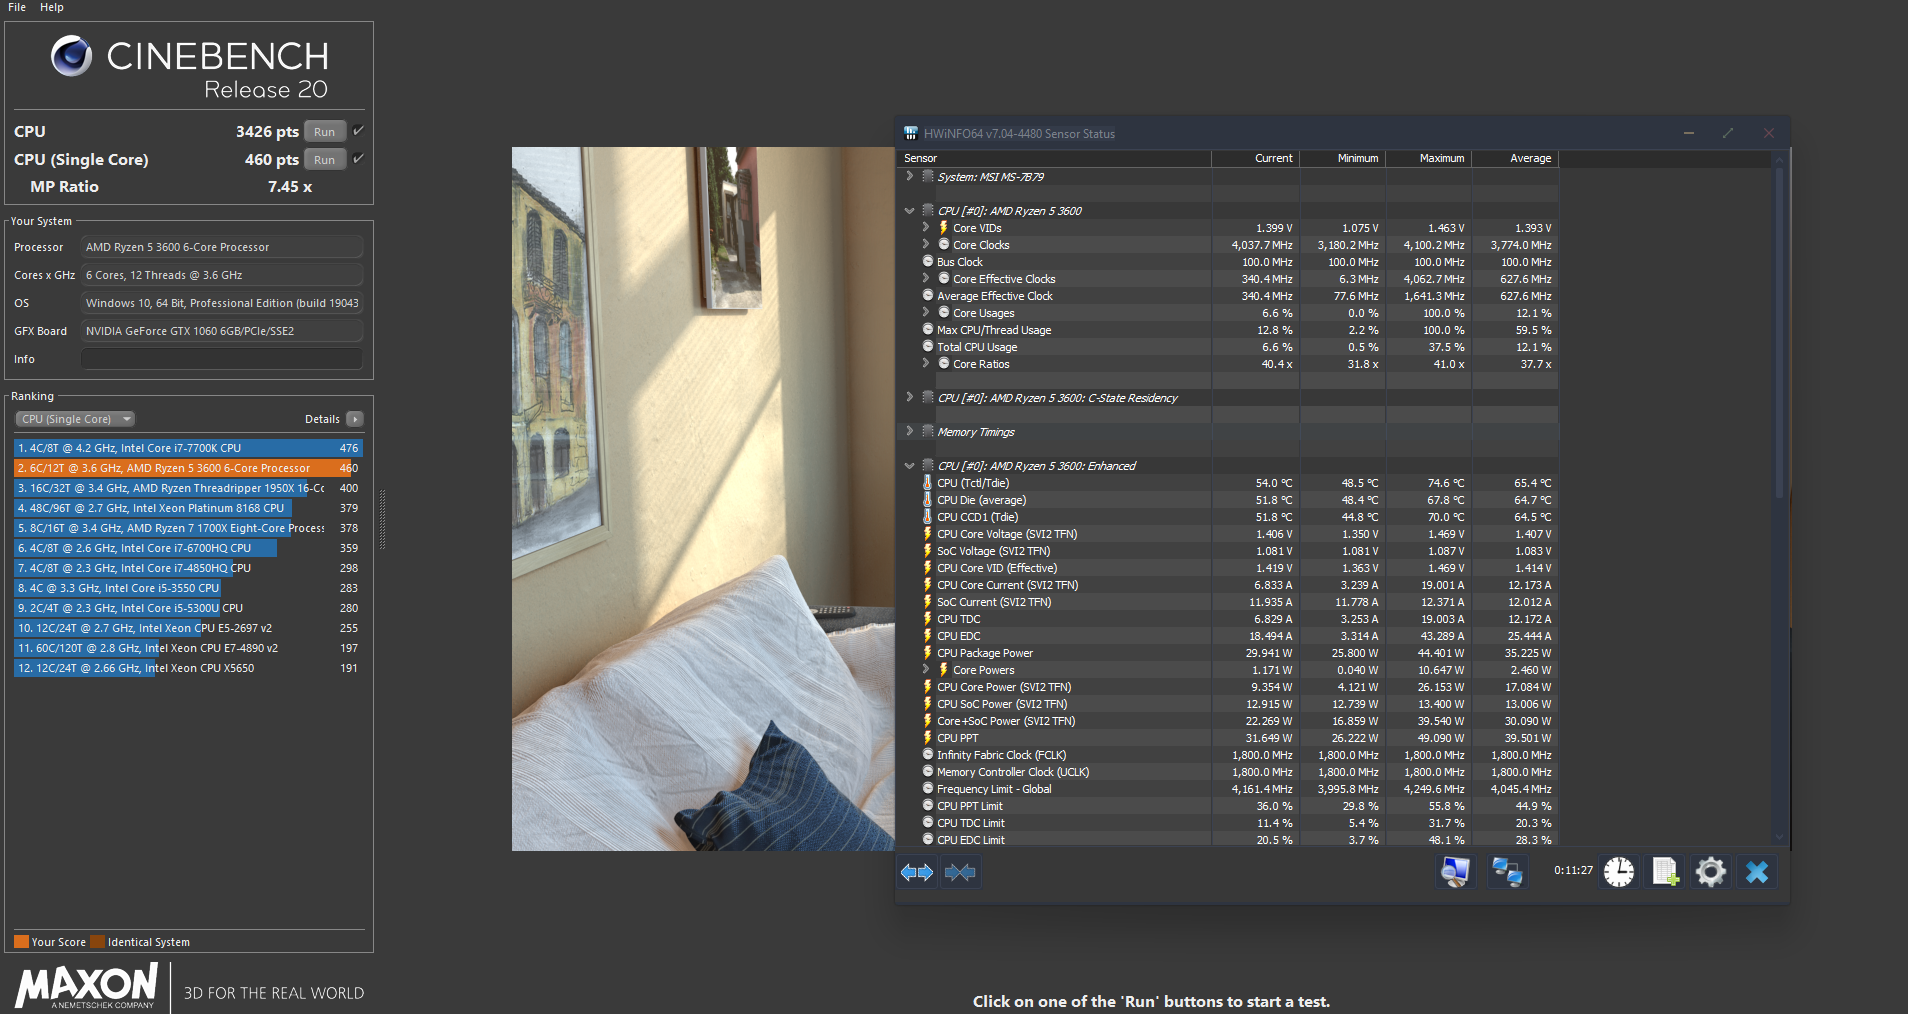 File Help
CINEBENCH
Release 20
CPU 3426 pts Run
CPU (Single Core) 460 pts Run
MP Ratio 7.45 x
Your System
Processor AMD Ryzen 5 3600 6-Core Processor
Cores x GHz 6 Cores, 12 Threads @ 3.6 GHz
OS Windows 10, 64 Bit, Professional Edition (build 19043
GFX Board NVIDIA GeForce GTX 1060 6GB/PCIe/SSE2
Info
Ranking
CPU (Single Core) Details
1. 4C/8T @ 4.2 GHz, Intel Core i7-7700K CPU 476
2. 6C/12T @ 3.6 GHz, AMD Ryzen 5 3600 6-Core Processor 460
3. 16C/32T @ 3.4 GHz, AMD Ryzen Threadripper 1950X 16-Co 400
4. 48C/96T @ 2.7 GHz, Intel Xeon Platinum 8168 CPU 379
5. 8C/16T @ 3.4 GHz, AMD Ryzen 7 1700X Eight-Core Process 378
6. 4C/8T @ 2.6 GHz, Intel Core i7-6700HQ CPU 359
7. 4C/8T @ 2.3 GHz, Intel Core i7-4850HQ CPU 298
8. 4C @ 3.3 GHz, Intel Core i5-3550 CPU 283
9. 2C/4T @ 2.3 GHz, Intel Core i5-5300U CPU 280
10. 12C/24T @ 2.7 GHz, Intel Xeon CPU E5-2697 v2 255
11. 60C/120T @ 2.8 GHz, Intel Xeon CPU E7-4890 v2 197
12. 12C/24T @ 2.66 GHz, Intel Xeon CPU X5650 191
Your Score Identical System
MAXON
A NEMETSCHEK COMPANY
3D FOR THE REAL WORLD
HWiNFO64 v7.04-4480 Sensor Status
Sensor Current Minimum Maximum Average
System: MSI MS-7B79
CPU [#0]: AMD Ryzen 5 3600
Core VIDs 1.399 V 1.075 V 1.463 V 1.393 V
Core Clocks 4,037.7 MHz 3,180.2 MHz 4,100.2 MHz 3,774.0 MHz
Bus Clock 100.0 MHz 100.0 MHz 100.0 MHz 100.0 MHz
Core Effective Clocks 340.4 MHz 6.3 MHz 4,062.7 MHz 627.6 MHz
Average Effective Clock 340.4 MHz 77.6 MHz 1,641.3 MHz 627.6 MHz
Core Usages 6.6 % 0.0 % 100.0 % 12.1 %
Max CPU/Thread Usage 12.8 % 2.2 % 100.0 % 59.5 %
Total CPU Usage 6.6 % 0.5 % 37.5 % 12.1 %
Core Ratios 40.4 x 31.8 x 41.0 x 37.7 x
CPU [#0]: AMD Ryzen 5 3600: C-State Residency
Memory Timings
CPU [#0]: AMD Ryzen 5 3600: Enhanced
CPU (Tctl/Tdie) 54.0 °C 48.5 °C 74.6 °C 65.4 °C
CPU Die (average) 51.8 °C 48.4 °C 67.8 °C 64.7 °C
CPU CCD1 (Tdie) 51.8 °C 44.8 °C 70.0 °C 64.5 °C
CPU Core Voltage (SVI2 TFN) 1.406 V 1.350 V 1.469 V 1.407 V
SoC Voltage (SVI2 TFN) 1.081 V 1.081 V 1.087 V 1.083 V
CPU Core VID (Effective) 1.419 V 1.363 V 1.469 V 1.414 V
CPU Core Current (SVI2 TFN) 6.833 A 3.239 A 19.001 A 12.173 A
SoC Current (SVI2 TFN) 11.935 A 11.778 A 12.371 A 12.012 A
CPU TDC 6.829 A 3.253 A 19.003 A 12.172 A
CPU EDC 18.494 A 3.314 A 43.289 A 25.444 A
CPU Package Power 29.941 W 25.800 W 44.401 W 35.225 W
Core Powers 1.171 W 0.040 W 10.647 W 2.460 W
CPU Core Power (SVI2 TFN) 9.354 W 4.121 W 26.153 W 17.084 W
CPU SoC Power (SVI2 TFN) 12.915 W 12.739 W 13.400 W 13.006 W
Core+SoC Power (SVI2 TFN) 22.269 W 16.859 W 39.540 W 30.090 W
CPU PPT 31.649 W 26.222 W 49.090 W 39.501 W
Infinity Fabric Clock (FCLK) 1,800.0 MHz 1,800.0 MHz 1,800.0 MHz 1,800.0 MHz
Memory Controller Clock (UCLK) 1,800.0 MHz 1,800.0 MHz 1,800.0 MHz 1,800.0 MHz
Frequency Limit - Global 4,161.4 MHz 3,995.8 MHz 4,249.6 MHz 4,045.4 MHz
CPU PPT Limit 36.0 % 29.8 % 55.8 % 44.9 %
CPU TDC Limit 11.4 % 5.4 % 31.7 % 20.3 %
CPU EDC Limit 20.5 % 3.7 % 48.1 % 28.3 %
0:11:27
Click on one of the 'Run' buttons to start a test.